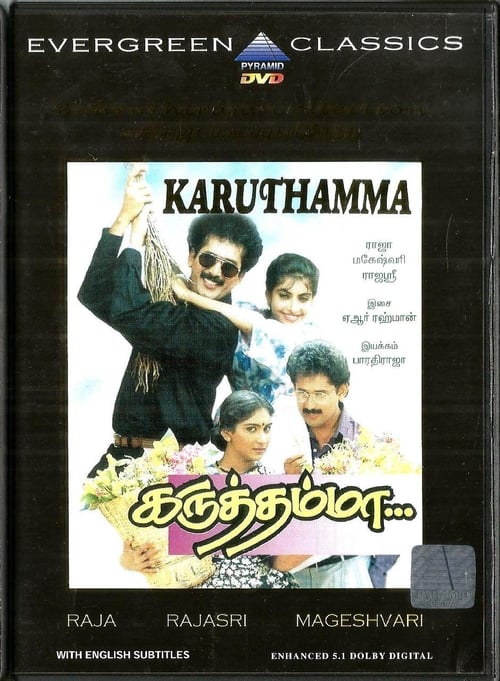 EVERGREEN CLASSICS
PYRAMID
DVD
KARUTHAMMA
ராஜா
மகேஷ்வரி
ராஜஸ்ரீ
இசை
ஏஆர் ரஹ்மான்
இயக்கம்
பாரதிராஜா
கருத்தம்மா...
RAJA RAJASRI MAGESHVARI
WITH ENGLISH SUBTITLES ENHANCED 5.1 DOLBY DIGITAL